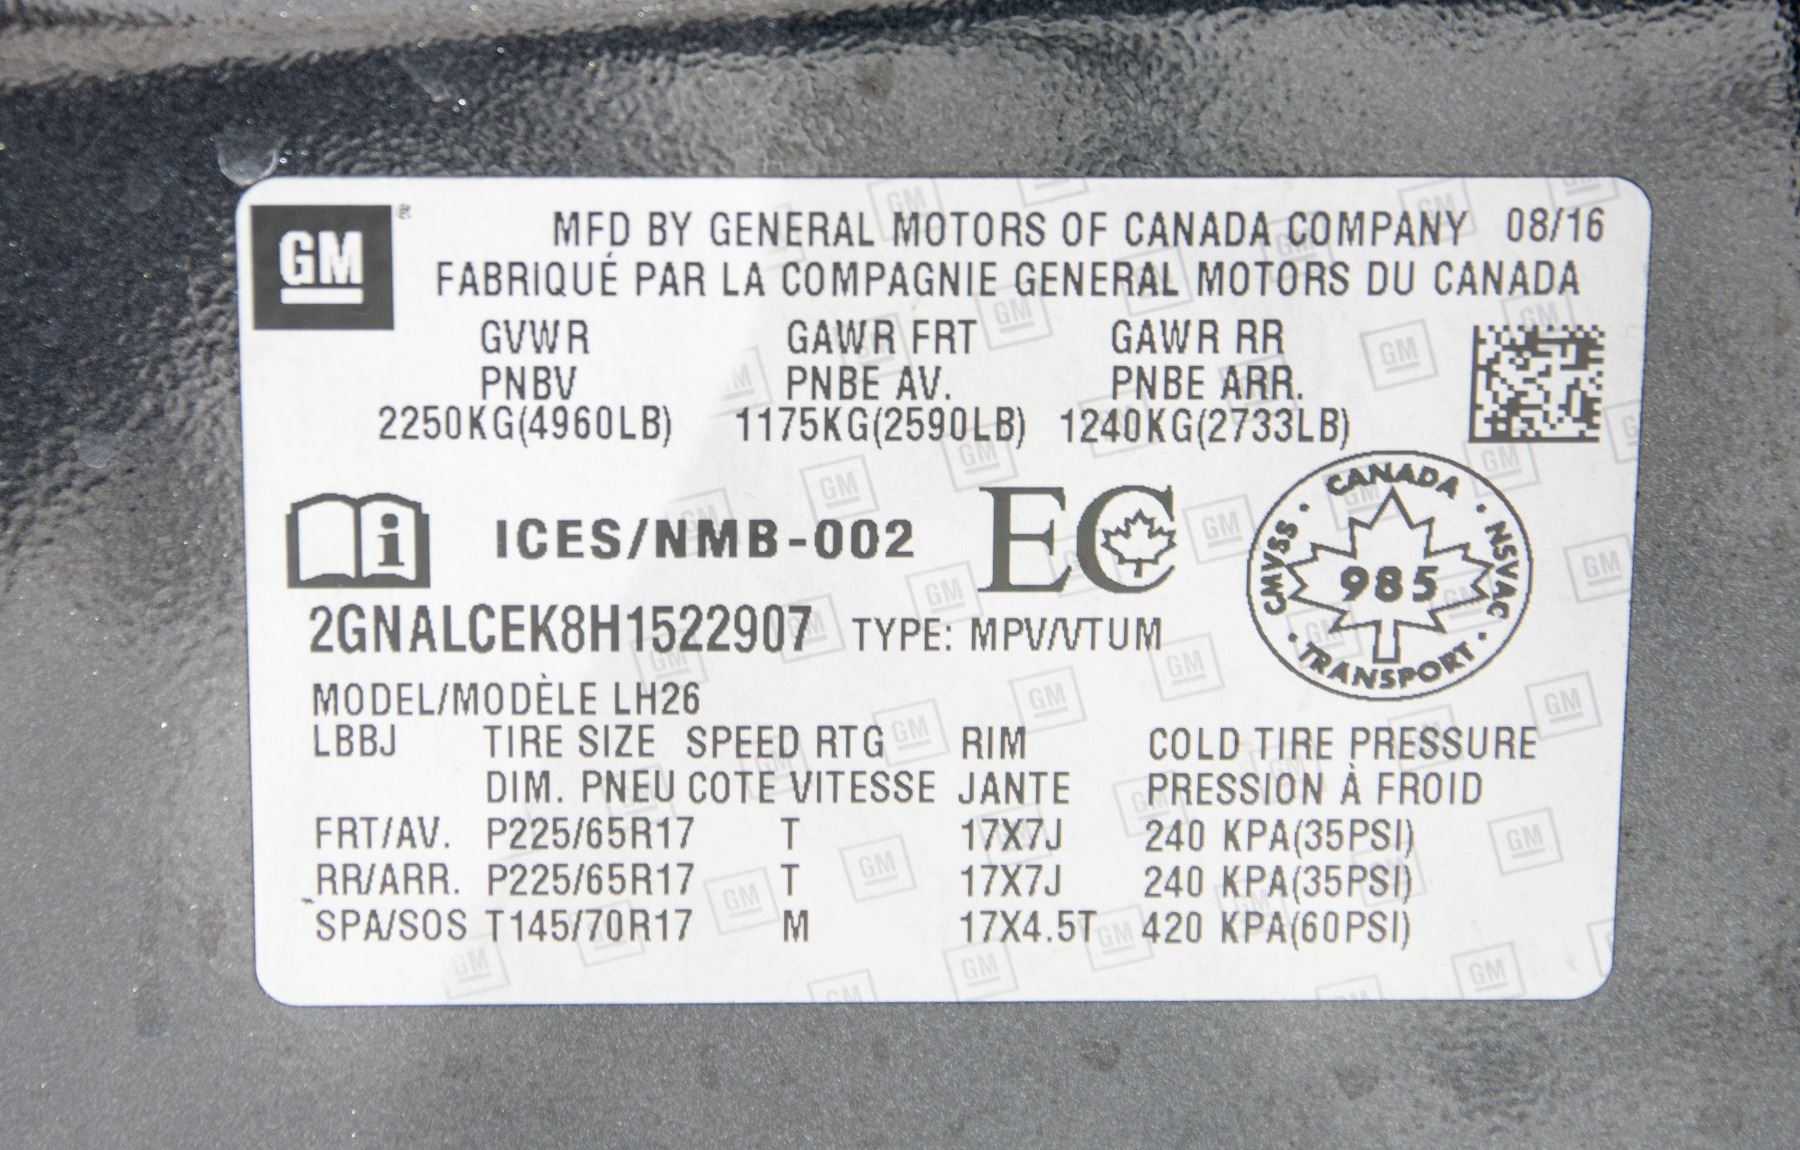 GM ®
MFD BY GENERAL MOTORS OF CANADA COMPANY 08/16
FABRIQUÉ PAR LA COMPAGNIE GENERAL MOTORS DU CANADA
GVWR GAWR FRT GAWR RR
PNBV PNBE AV. PNBE ARR.
2250KG(4960LB) 1175KG(2590LB) 1240KG(2733LB)
i ICES/NMB-002 EC
CANADA
CMVSS · 985 · NSVAC
· TRANSPORT ·
2GNALCEK8H1522907 TYPE: MPV/VTUM
MODEL/MODÈLE LH26
LBBJ TIRE SIZE SPEED RTG RIM COLD TIRE PRESSURE
DIM. PNEU COTE VITESSE JANTE PRESSION À FROID
FRT/AV. P225/65R17 T 17X7J 240 KPA(35PSI)
RR/ARR. P225/65R17 T 17X7J 240 KPA(35PSI)
SPA/SOS T145/70R17 M 17X4.5T 420 KPA(60PSI)